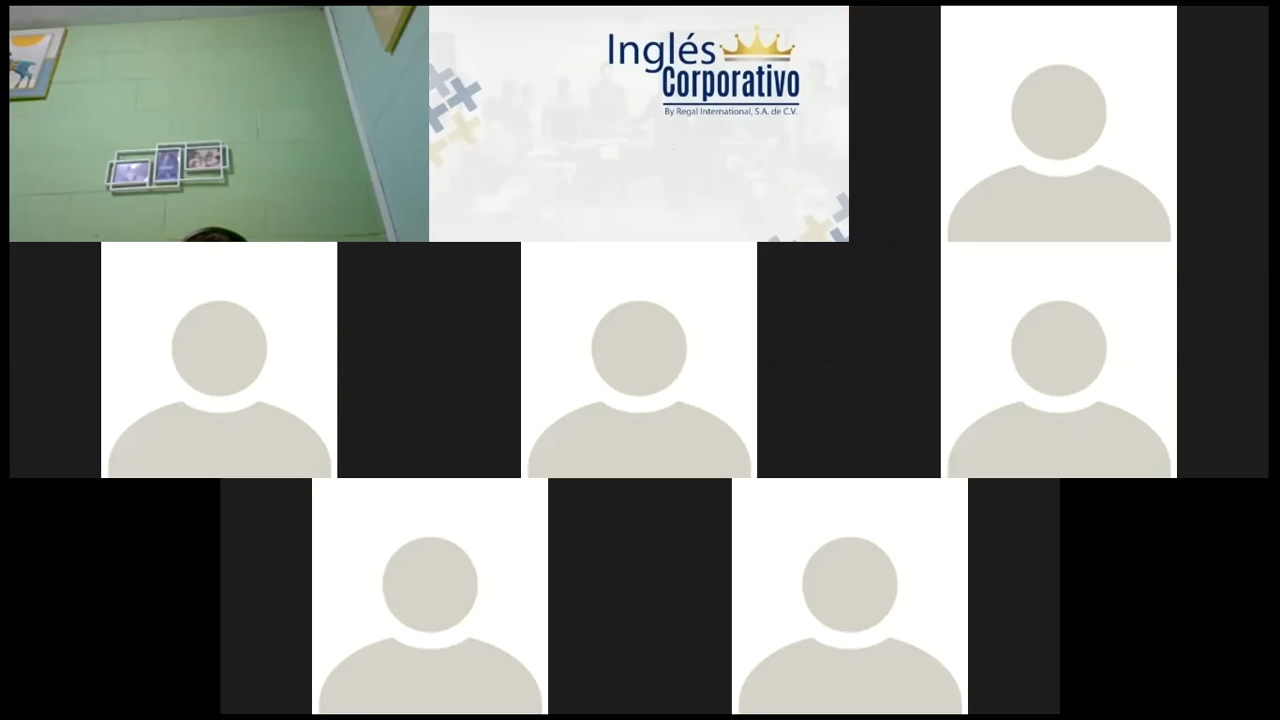 Inglés
Corporativo
By Regal International, S.A. de C.V.